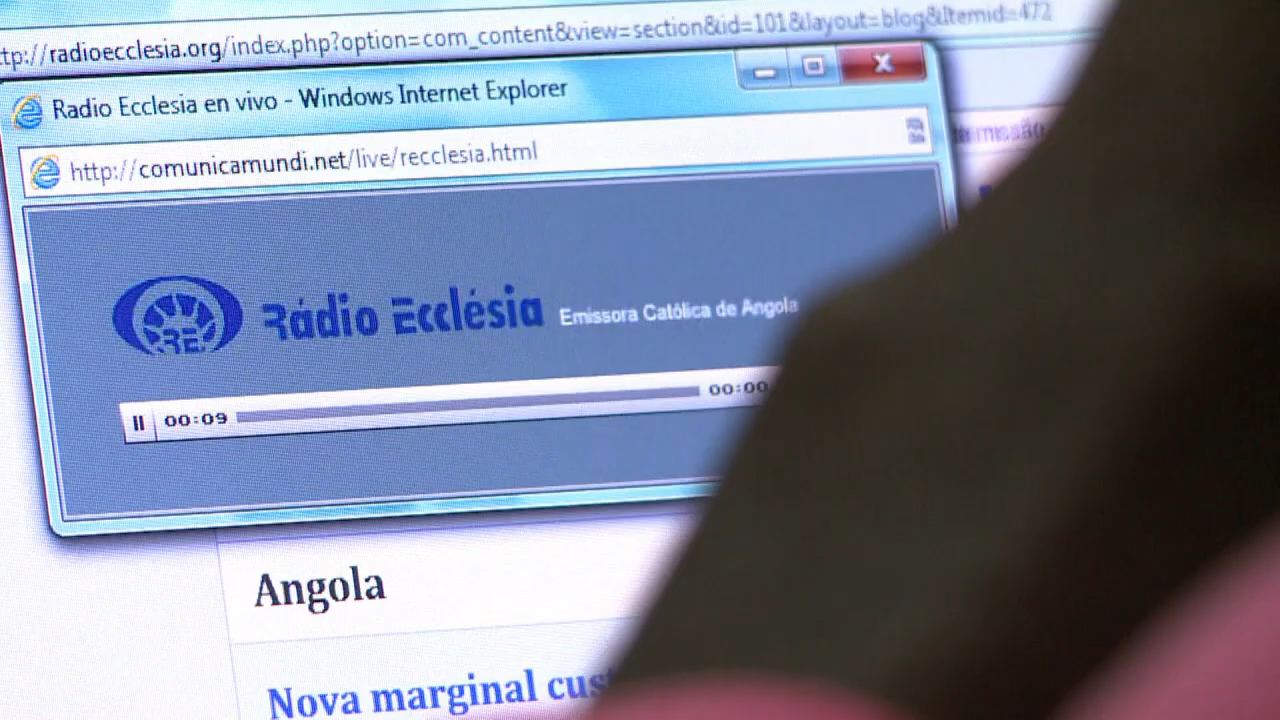 tp://radioecclesia.org/index.php?option=com_content&view=section&id=101&layout=blog&Itemid=472
Radio Ecclesia en vivo - Windows Internet Explorer
http://comunicamundi.net/live/recclesia.html
RE
Rádio Ecclésia Emissora Católica de Angola
00:09 00:00
Angola
Nova marginal cus